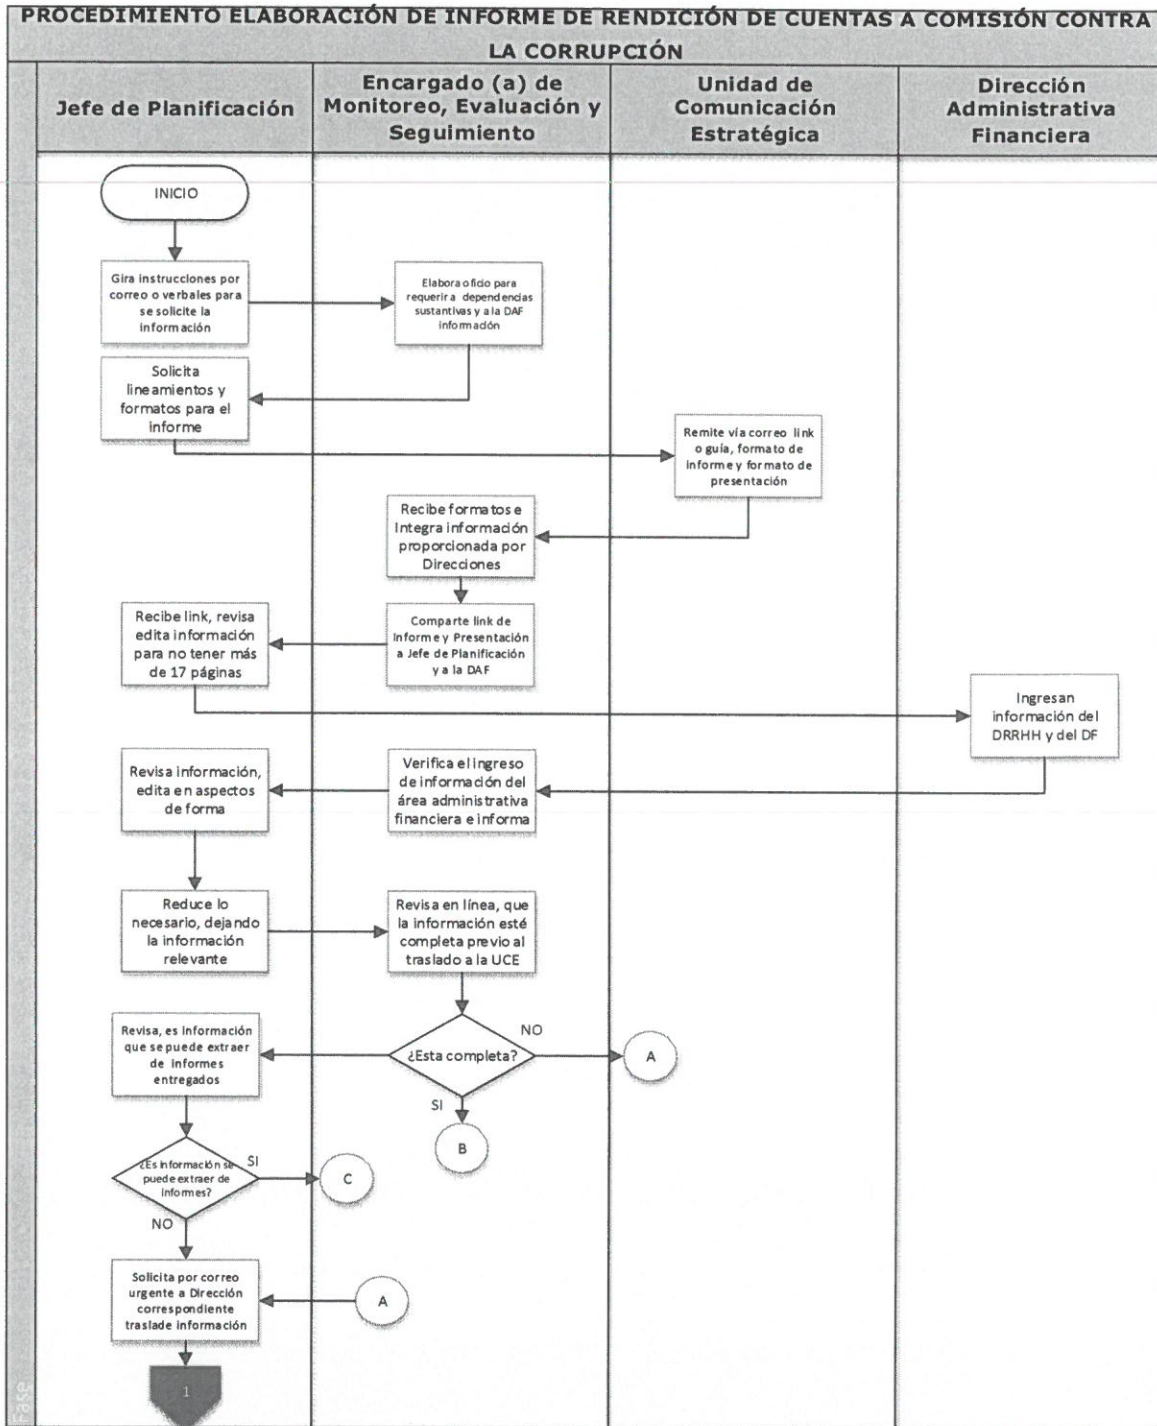 PROCEDIMIENTO ELABORACIÓN DE INFORME DE RENDICIÓN DE CUENTAS A COMISIÓN CONTRA
LA CORRUPCIÓN
Jefe de Planificación
Encargado (a) de
Monitoreo, Evaluación y
Seguimiento
Unidad de
Comunicación
Estratégica
Dirección
Administrativa
Financiera
INICIO
Gira instrucciones por
correo o verbales para
se solicite la
información
Elabora oficio para
requerir a dependencias
sustantivas y a la DAF
información
Solicita
lineamientos y
formatos para el
informe
Remite vía correo link
o guía, formato de
informe y formato de
presentación
Recibe formatos e
Integra información
proporcionada por
Direcciones
Recibe link, revisa
edita información
para no tener más
de 17 páginas
Comparte link de
Informe y Presentación
a Jefe de Planificación
y a la DAF
Ingresan
información del
DRRHH y del DF
Revisa información,
edita en aspectos
de forma
Verifica el ingreso
de información del
área administrativa
financiera e informa
Reduce lo
necesario, dejando
la información
relevante
Revisa en línea, que
la información esté
completa previo al
traslado a la UCE
Revisa, es Información
que se puede extraer
de informes
entregados
¿Esta completa?
NO
A
SI
B
¿Es información se
puede extraer de
informes?
SI
C
NO
Solicita por correo
urgente a Dirección
correspondiente
traslade información
A
1
Fase